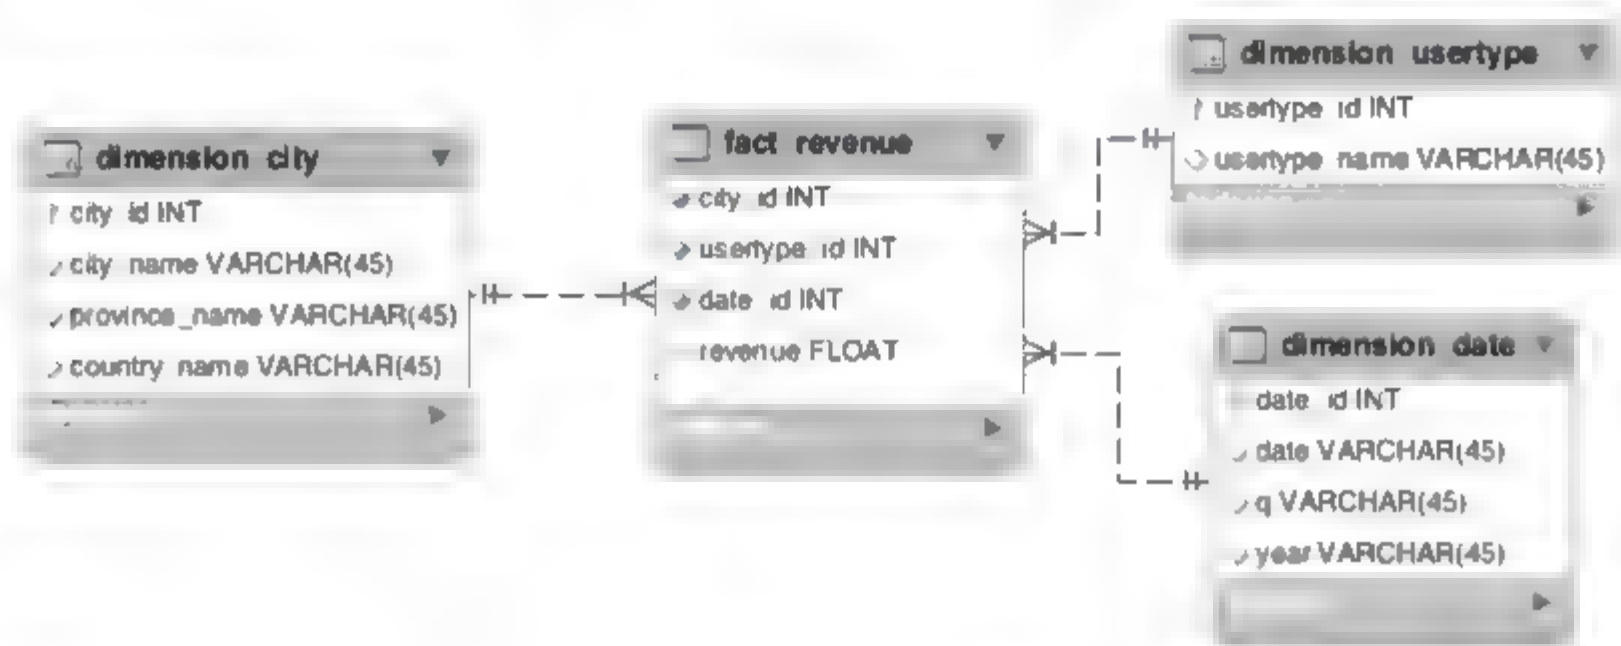 dimension city
city id INT
city name VARCHAR(45)
province_name VARCHAR(45)
country name VARCHAR(45)
fact revenue
city id INT
usertype id INT
date id INT
revenue FLOAT
dimension usertype
usertype id INT
usertype name VARCHAR(45)
dimension date
date id INT
date VARCHAR(45)
q VARCHAR(45)
year VARCHAR(45)